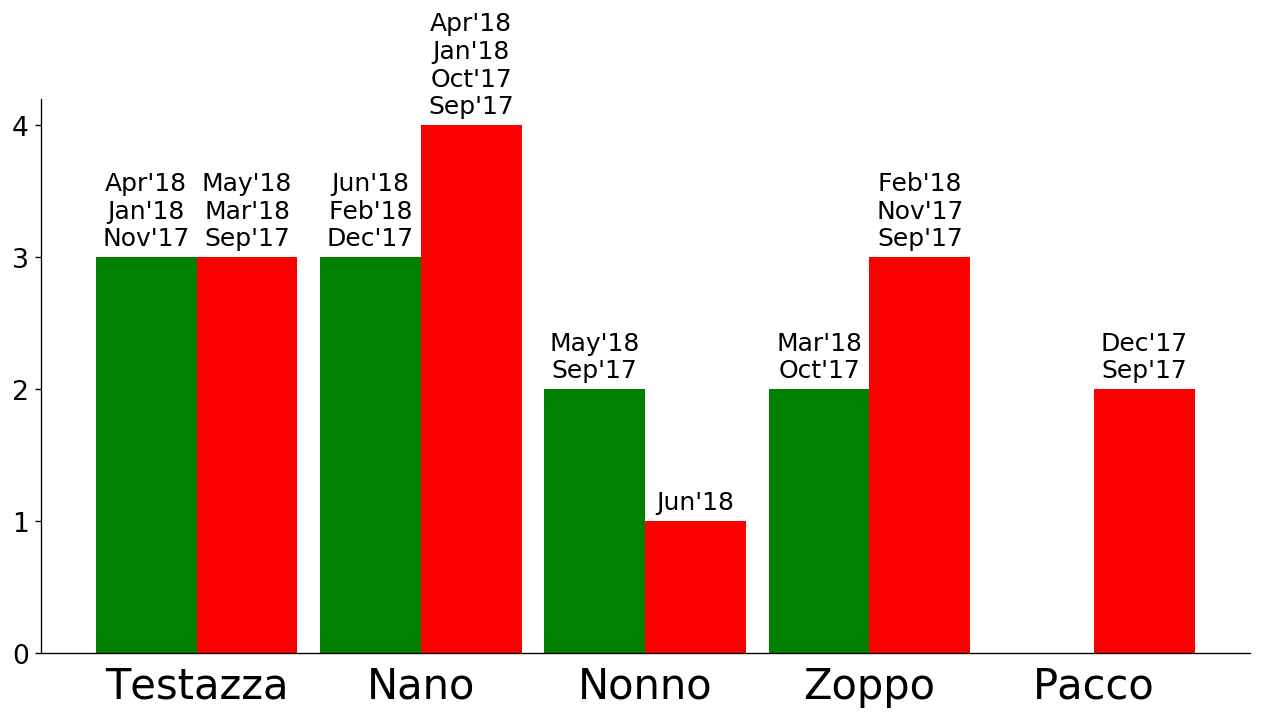 Apr'18
Jan'18
Oct'17
Sep'17
4
Apr'18
Jan'18
Nov'17
May'18
Mar'18
Sep'17
Jun'18
Feb'18
Dec'17
Feb'18
Nov'17
Sep'17
3
May'18
Sep'17
Mar'18
Oct'17
Dec'17
Sep'17
2
Jun'18
1
0
Testazza
Nano
Nonno
Zoppo
Pacco